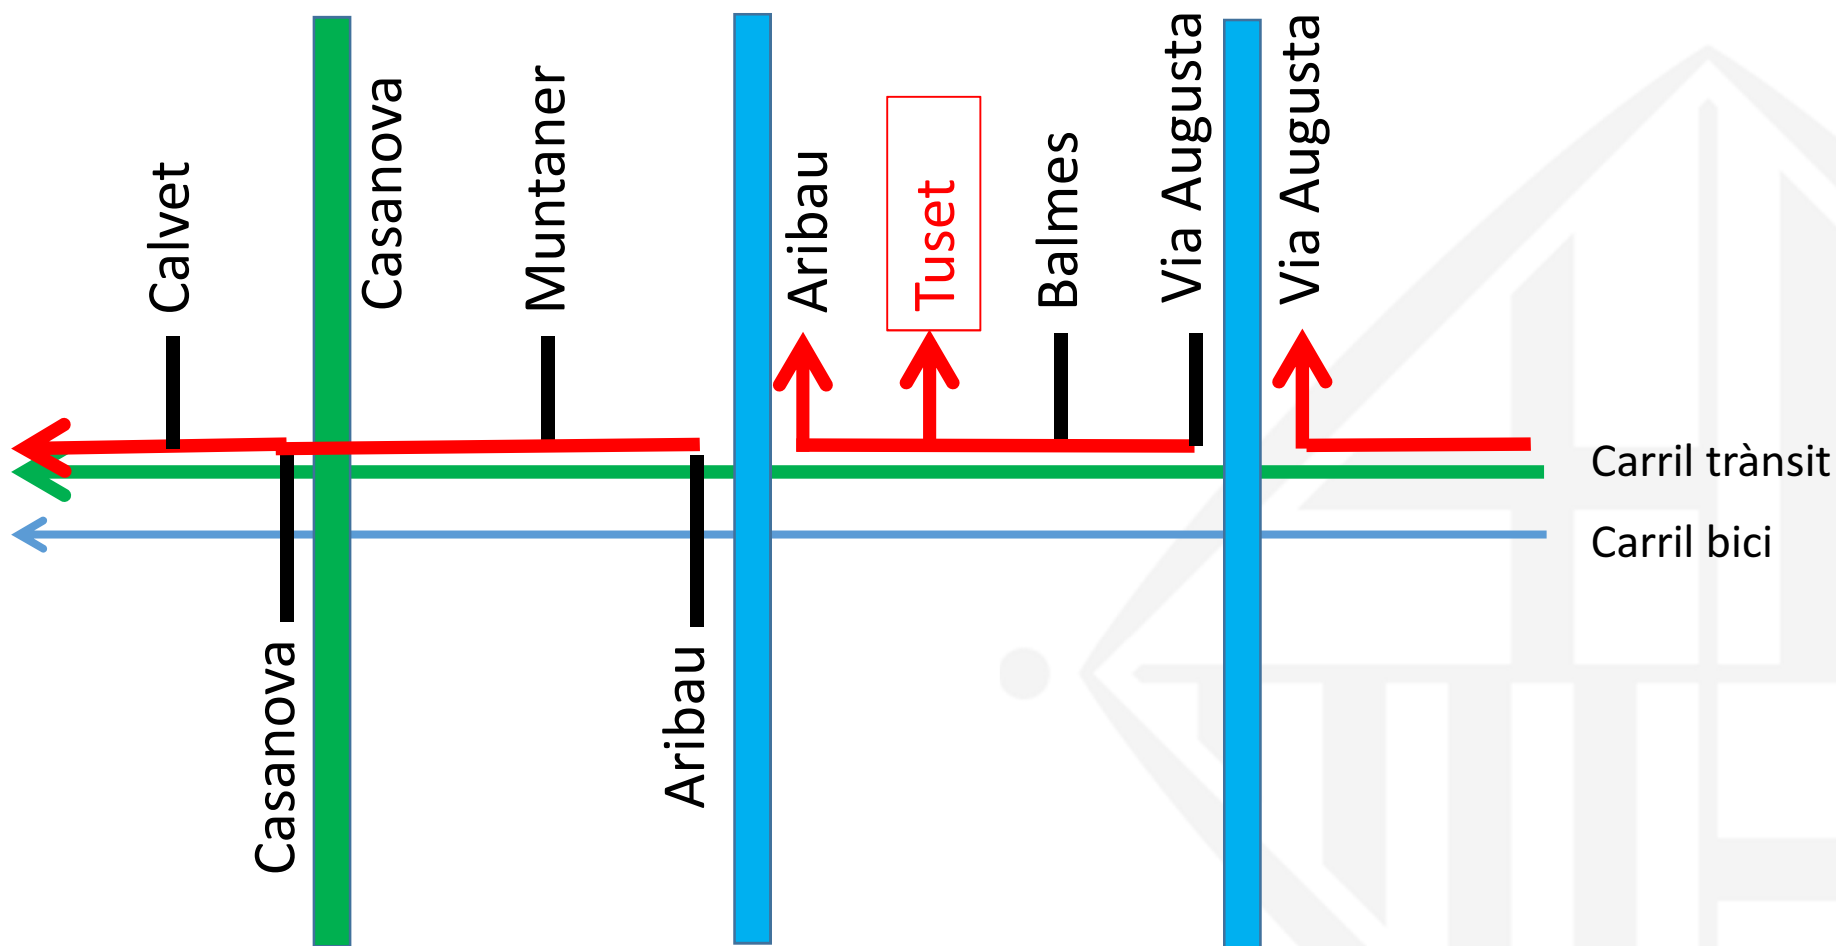 Calvet
Casanova
Muntaner
Aribau
Tuset
Balmes
Via Augusta
Via Augusta
Carril trànsit
Carril bici
Casanova
Aribau